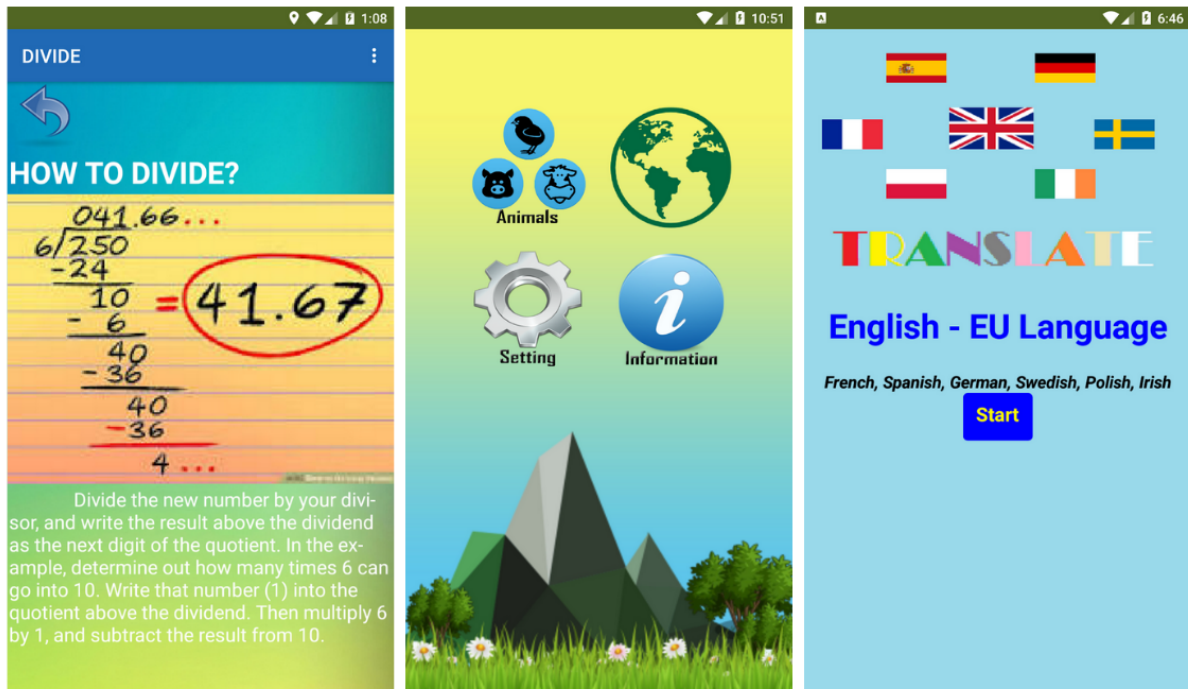 1:08
DIVIDE
HOW TO DIVIDE?
041.66...
6/250
-24
10 = 41.67
- 6
40
- 36
40
-36
4 ...
Divide the new number by your divi-
sor, and write the result above the dividend
as the next digit of the quotient. In the ex-
ample, determine out how many times 6 can
go into 10. Write that number (1) into the
quotient above the dividend. Then multiply 6
by 1, and subtract the result from 10.
10:51
Animals
Setting
Information
A
6:46
TRANSLATE
English - EU Language
French, Spanish, German, Swedish, Polish, Irish
Start